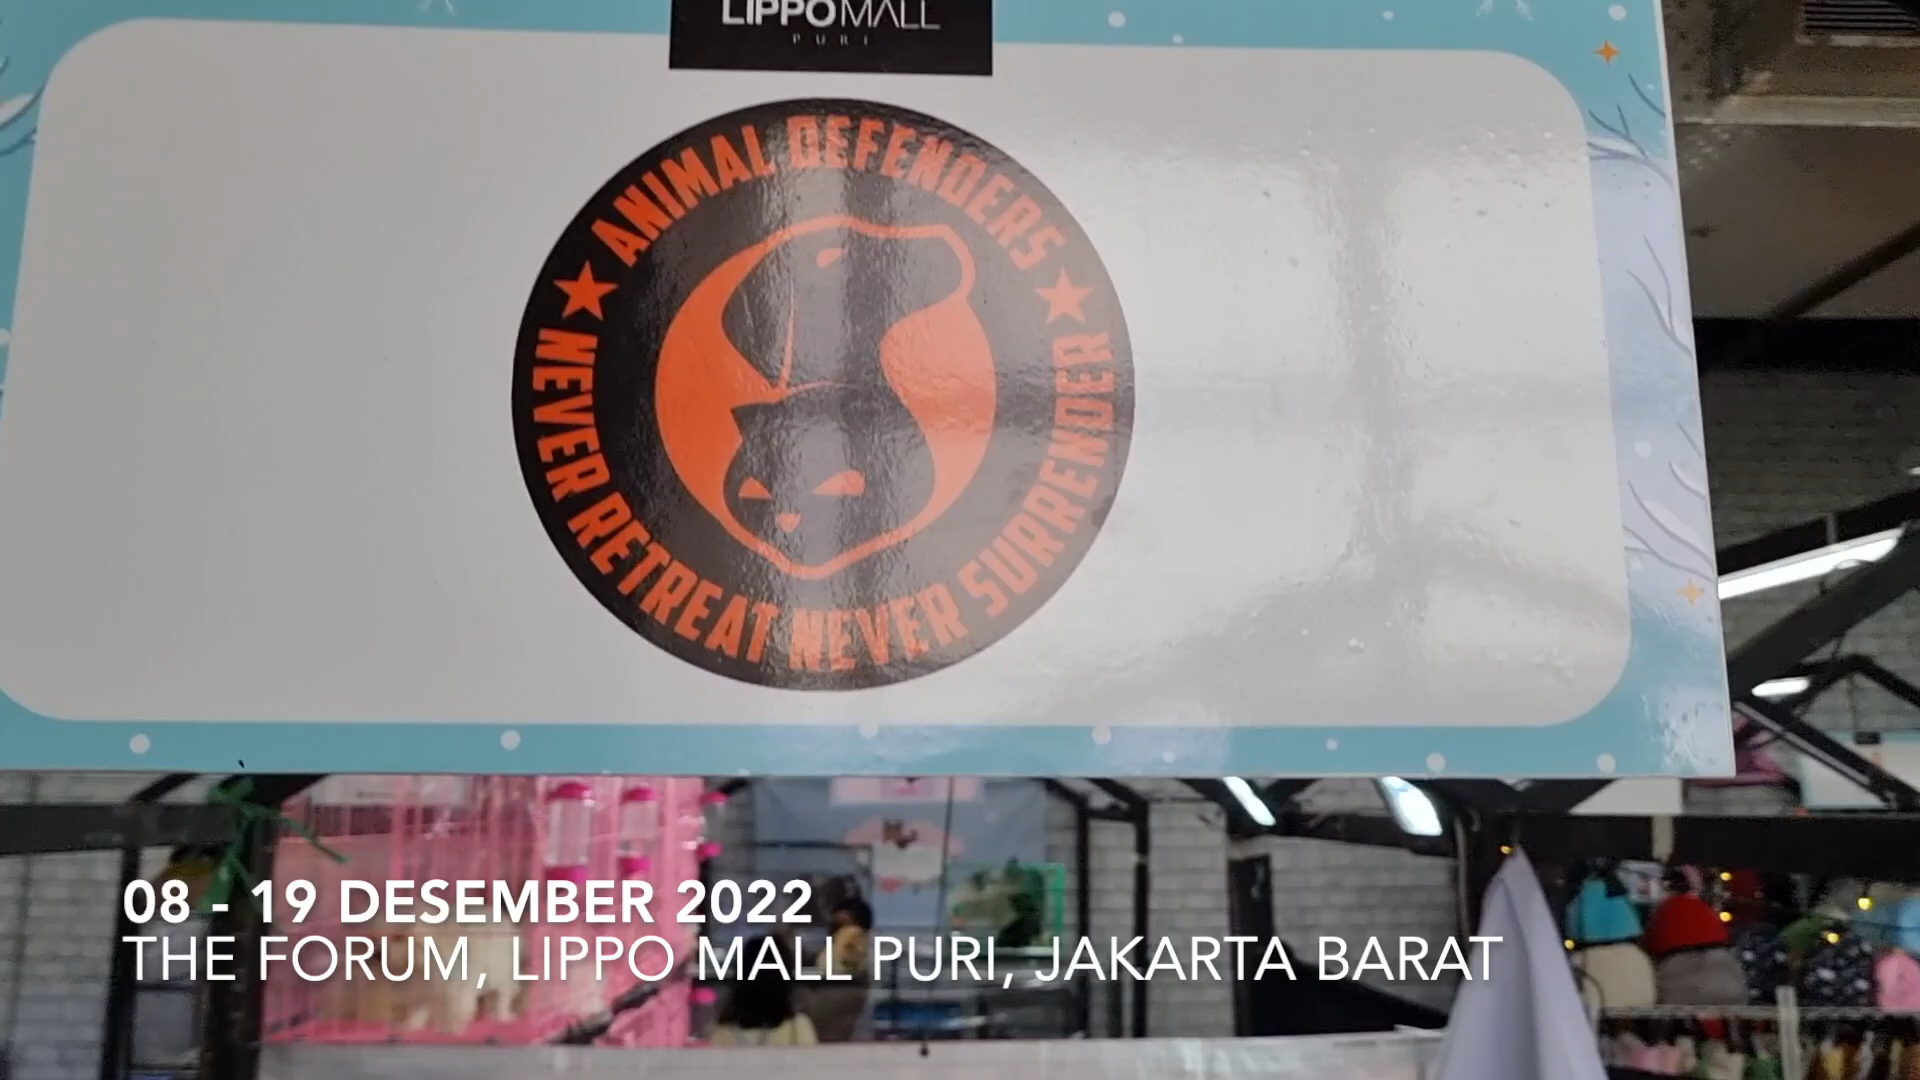 LIPPO MALL
PURI
ANIMAL DEFENDERS
NEVER RETREAT NEVER SURRENDER
08 - 19 DESEMBER 2022
THE FORUM, LIPPO MALL PURI, JAKARTA BARAT